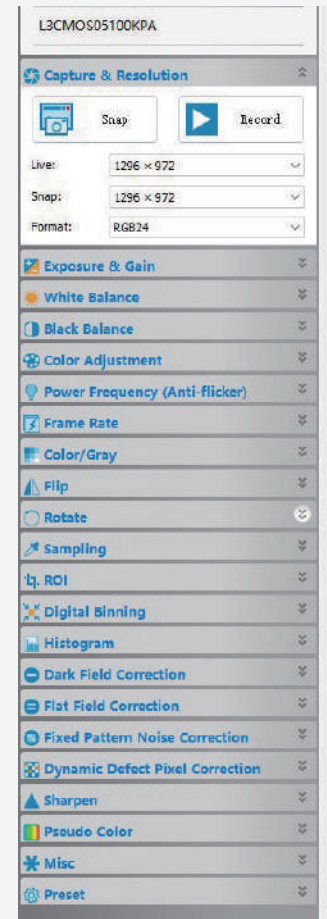 L3CMOS05100KPA
Capture & Resolution
Snap Record
Live: 1296 × 972
Snap: 1296 × 972
Format: RGB24
Exposure & Gain
White Balance
Black Balance
Color Adjustment
Power Frequency (Anti-flicker)
Frame Rate
Color/Gray
Flip
Rotate
Sampling
ROI
Digital Binning
Histogram
Dark Field Correction
Flat Field Correction
Fixed Pattern Noise Correction
Dynamic Defect Pixel Correction
Sharpen
Pseudo Color
Misc
Preset